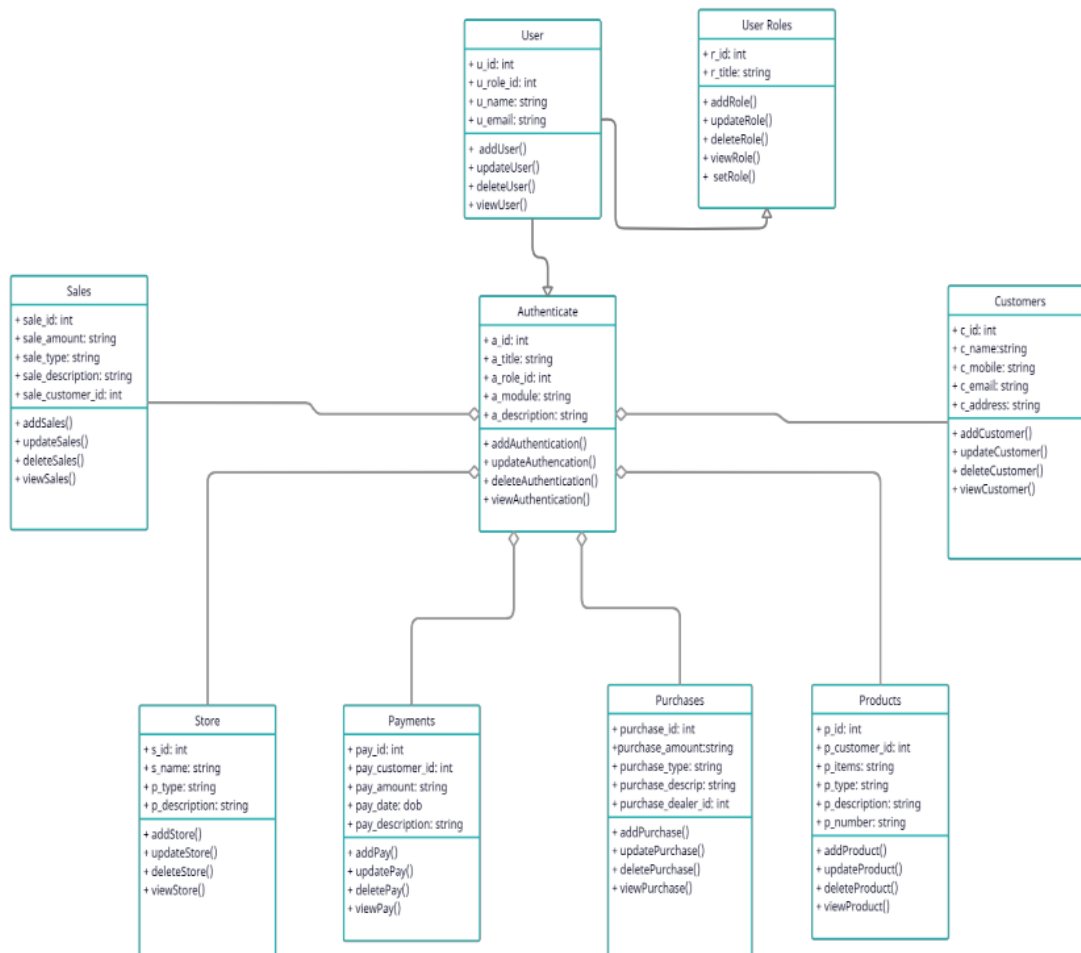 User
+ u_id: int
+ u_role_id: int
+ u_name: string
+ u_email: string
+ addUser()
+ updateUser()
+ deleteUser()
+ viewUser()
User Roles
+ r_id: int
+ r_title: string
+ addRole()
+ updateRole()
+ deleteRole()
+ viewRole()
+ setRole()
Sales
+ sale_id: int
+ sale_amount: string
+ sale_type: string
+ sale_description: string
+ sale_customer_id: int
+ addSales()
+ updateSales()
+ deleteSales()
+ viewSales()
Authenticate
+ a_id: int
+ a_title: string
+ a_role_id: int
+ a_module: string
+ a_description: string
+ addAuthentication()
+ updateAuthencation()
+ deleteAuthentication()
+ viewAuthentication()
Customers
+ c_id: int
+ c_name:string
+ c_mobile: string
+ c_email: string
+ c_address: string
+ addCustomer()
+ updateCustomer()
+ deleteCustomer()
+ viewCustomer()
Store
+ s_id: int
+ s_name: string
+ p_type: string
+ p_description: string
+ addStore()
+ updateStore()
+ deleteStore()
+ viewStore()
Payments
+ pay_id: int
+ pay_customer_id: int
+ pay_amount: string
+ pay_date: dob
+ pay_description: string
+ addPay()
+ updatePay()
+ deletePay()
+ viewPay()
Purchases
+ purchase_id: int
+purchase_amount:string
+ purchase_type: string
+ purchase_descrip: string
+ purchase_dealer_id: int
+ addPurchase()
+ updatePurchase()
+ deletePurchase()
+ viewPurchase()
Products
+ p_id: int
+ p_customer_id: int
+ p_items: string
+ p_type: string
+ p_description: string
+ p_number: string
+ addProduct()
+ updateProduct()
+ deleteProduct()
+ viewProduct()